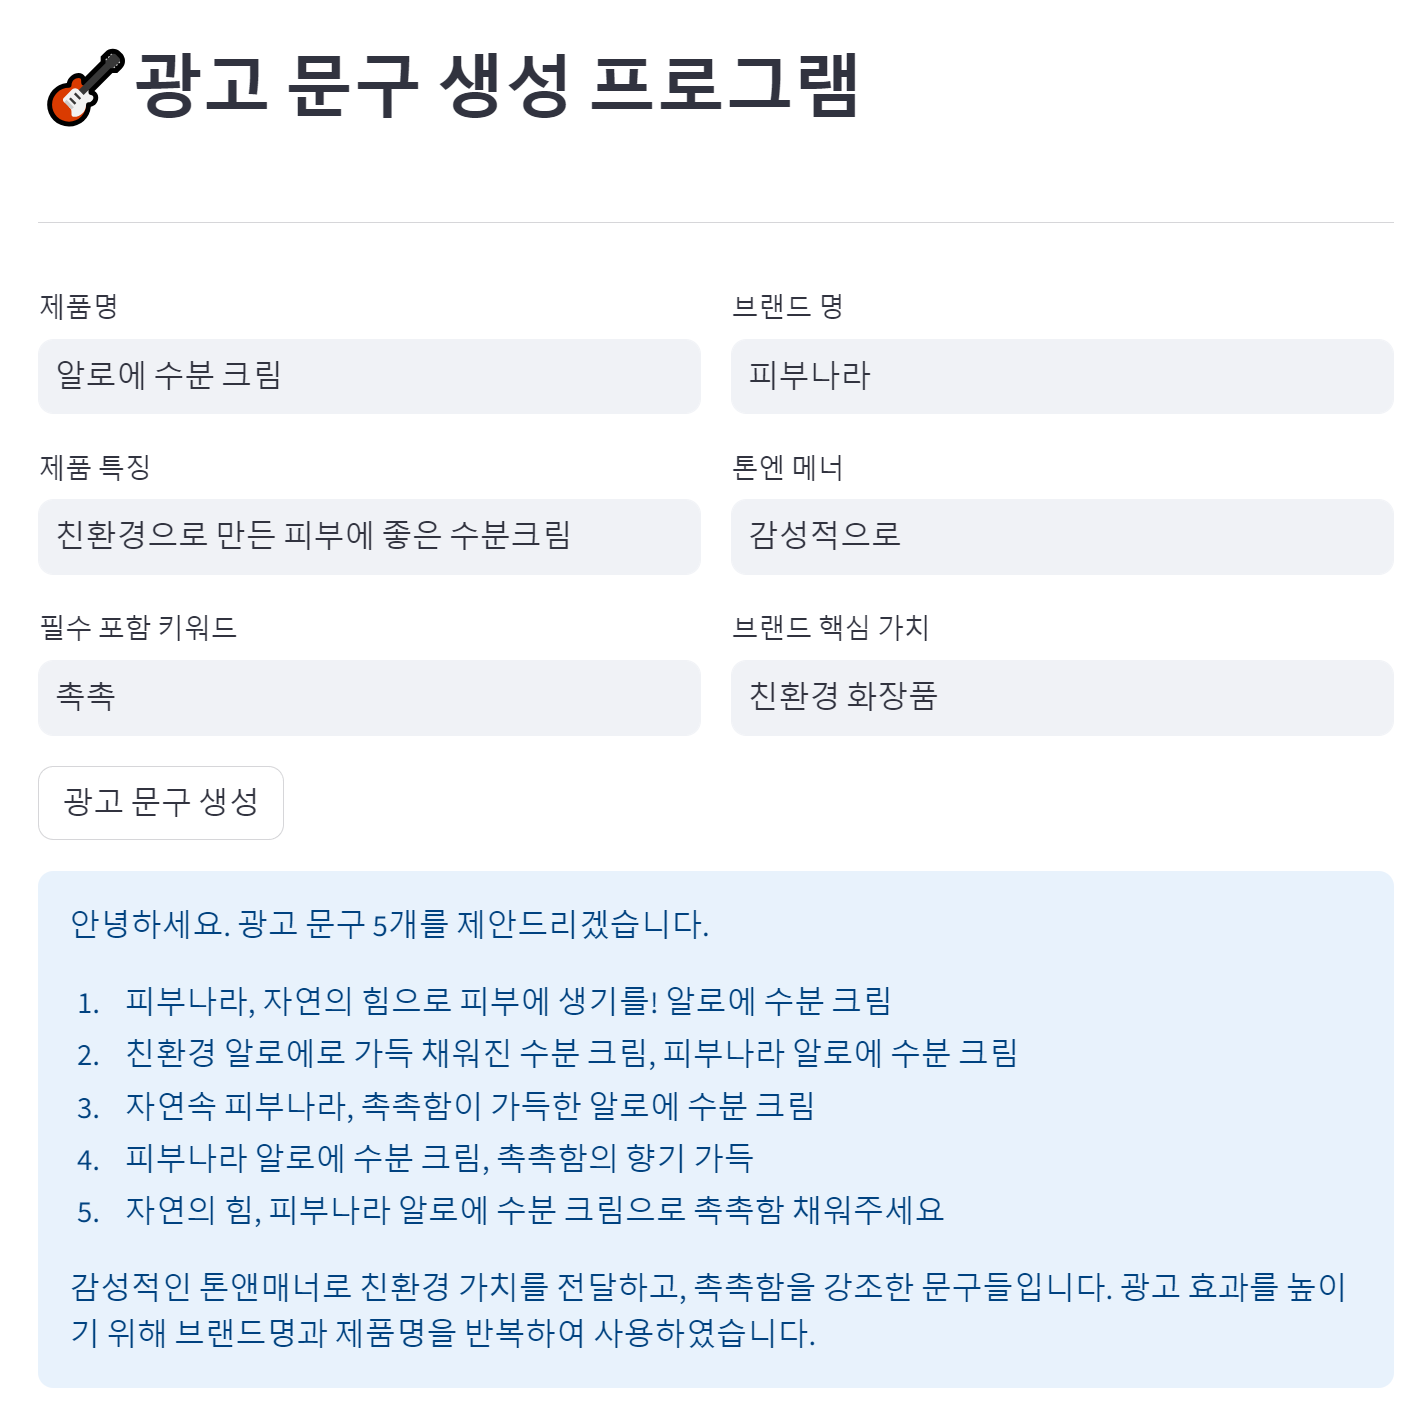 광고 문구 생성 프로그램
제품명
알로에 수분 크림
브랜드 명
피부나라
제품 특징
친환경으로 만든 피부에 좋은 수분크림
톤엔 메너
감성적으로
필수 포함 키워드
촉촉
브랜드 핵심 가치
친환경 화장품
광고 문구 생성
안녕하세요. 광고 문구 5개를 제안드리겠습니다.
1. 피부나라, 자연의 힘으로 피부에 생기를! 알로에 수분 크림
2. 친환경 알로에로 가득 채워진 수분 크림, 피부나라 알로에 수분 크림
3. 자연속 피부나라, 촉촉함이 가득한 알로에 수분 크림
4. 피부나라 알로에 수분 크림, 촉촉함의 향기 가득
5. 자연의 힘, 피부나라 알로에 수분 크림으로 촉촉함 채워주세요
감성적인 톤앤매너로 친환경 가치를 전달하고, 촉촉함을 강조한 문구들입니다. 광고 효과를 높이
기 위해 브랜드명과 제품명을 반복하여 사용하였습니다.